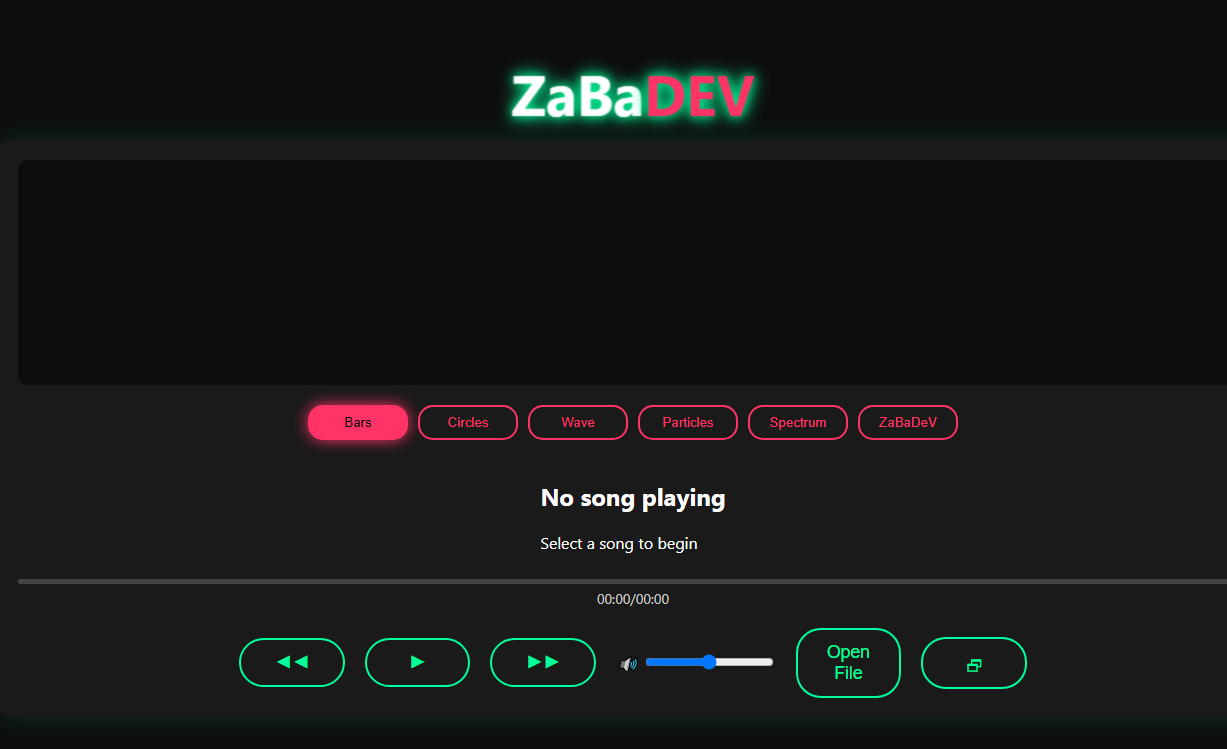 ZaBaDEV
Bars Circles Wave Particles Spectrum ZaBaDeV
No song playing
Select a song to begin
00:00/00:00
Open
File